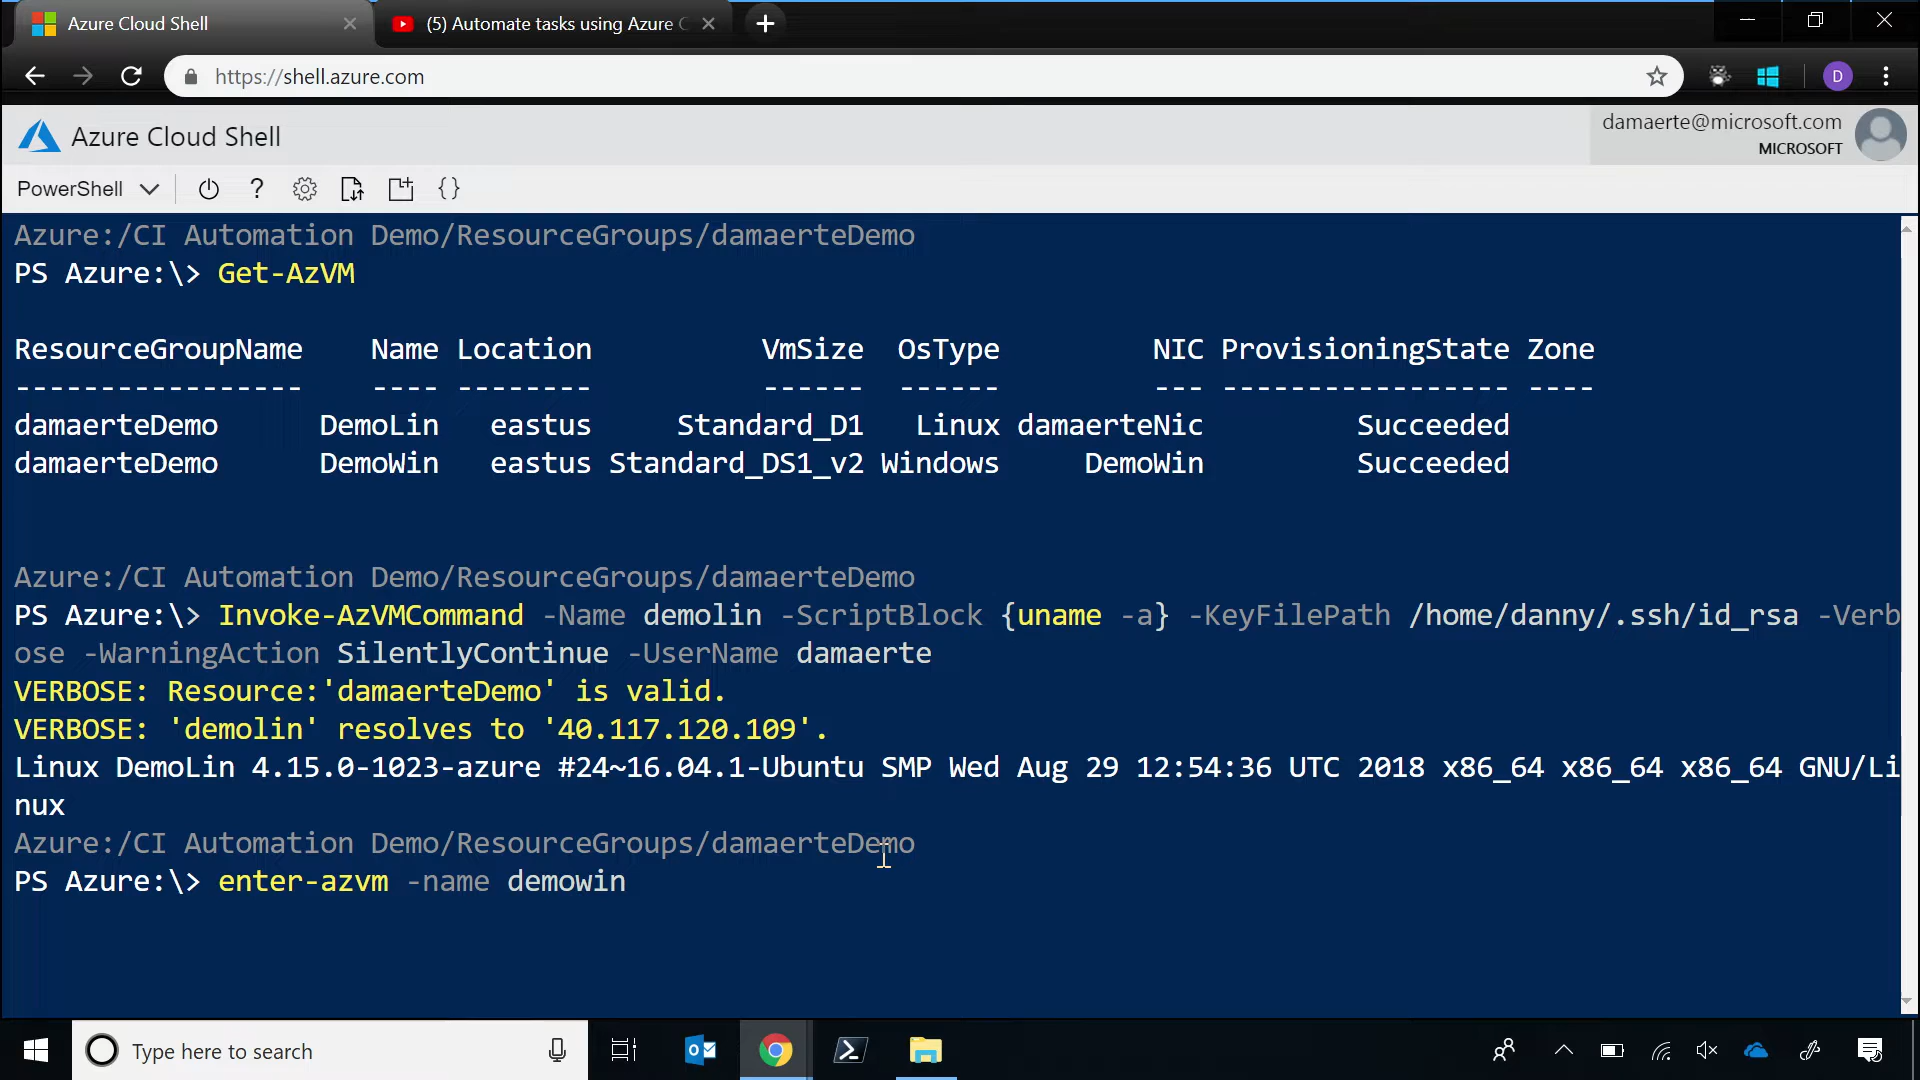 Azure Cloud Shell
(5) Automate tasks using Azure C
https://shell.azure.com
D
Azure Cloud Shell
damaerte@microsoft.com
MICROSOFT
PowerShell
?
{}
Azure:/CI Automation Demo/ResourceGroups/damaerteDemo
PS Azure:\> Get-AzVM
ResourceGroupName Name Location VmSize OsType NIC ProvisioningState Zone
----------------- ---- -------- ------ ------ --- ----------------- ----
damaerteDemo DemoLin eastus Standard_D1 Linux damaerteNic Succeeded
damaerteDemo DemoWin eastus Standard_DS1_v2 Windows DemoWin Succeeded
Azure:/CI Automation Demo/ResourceGroups/damaerteDemo
PS Azure:\> Invoke-AzVMCommand -Name demolin -ScriptBlock {uname -a} -KeyFilePath /home/danny/.ssh/id_rsa -Verb
ose -WarningAction SilentlyContinue -UserName damaerte
VERBOSE: Resource:'damaerteDemo' is valid.
VERBOSE: 'demolin' resolves to '40.117.120.109'.
Linux DemoLin 4.15.0-1023-azure #24~16.04.1-Ubuntu SMP Wed Aug 29 12:54:36 UTC 2018 x86_64 x86_64 x86_64 GNU/Li
nux
Azure:/CI Automation Demo/ResourceGroups/damaerteDemo
PS Azure:\> enter-azvm -name demowin
Type here to search